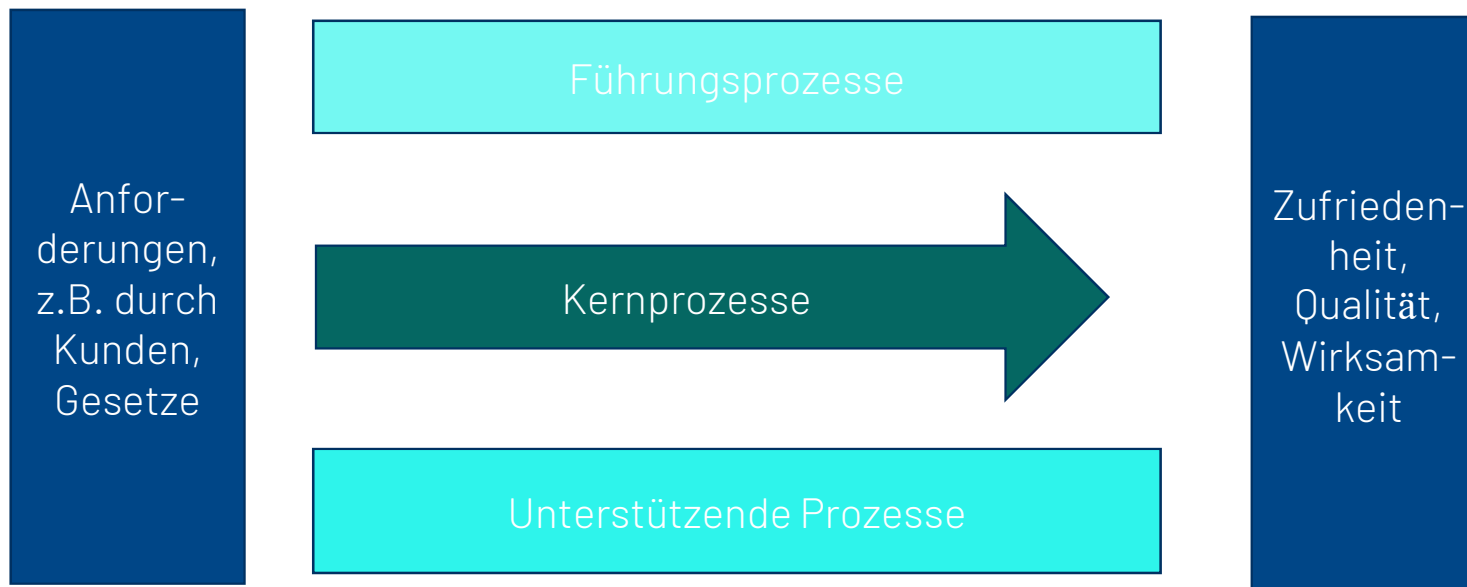 Anfor-
derungen,
z.B. durch
Kunden,
Gesetze
Führungsprozesse
Kernprozesse
Unterstützende Prozesse
Zufrieden-
heit,
Qualität,
Wirksam-
keit